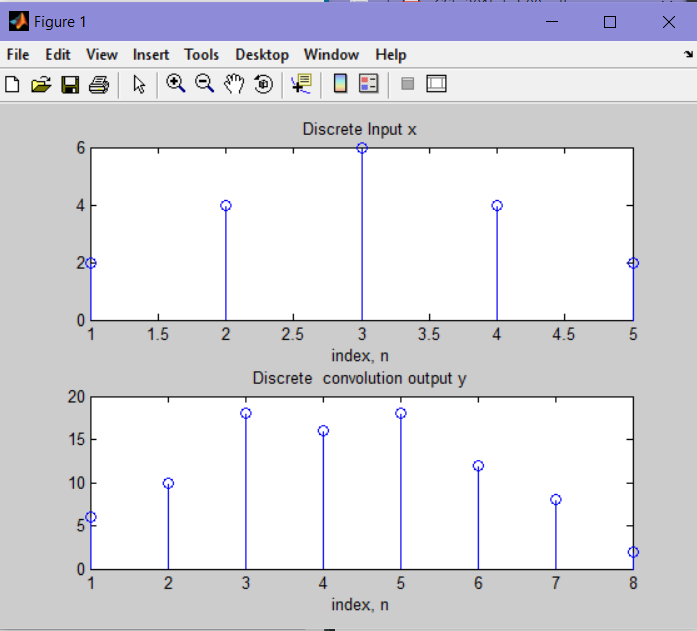 Figure 1
File Edit View Insert Tools Desktop Window Help
Discrete Input x
6
4
2
0
1 1.5 2 2.5 3 3.5 4 4.5 5
index, n
Discrete convolution output y
20
15
10
5
0
1 2 3 4 5 6 7 8
index, n